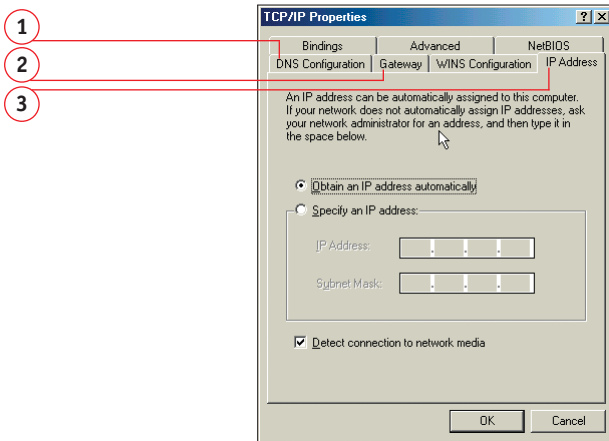 1
2
3
TCP/IP Properties
Bindings
Advanced
NetBIOS
DNS Configuration
Gateway
WINS Configuration
IP Address
An IP address can be automatically assigned to this computer.
If your network does not automatically assign IP addresses, ask
your network administrator for an address, and then type it in
the space below.
Obtain an IP address automatically
Specify an IP address:
IP Address:
Subnet Mask:
Detect connection to network media
OK
Cancel